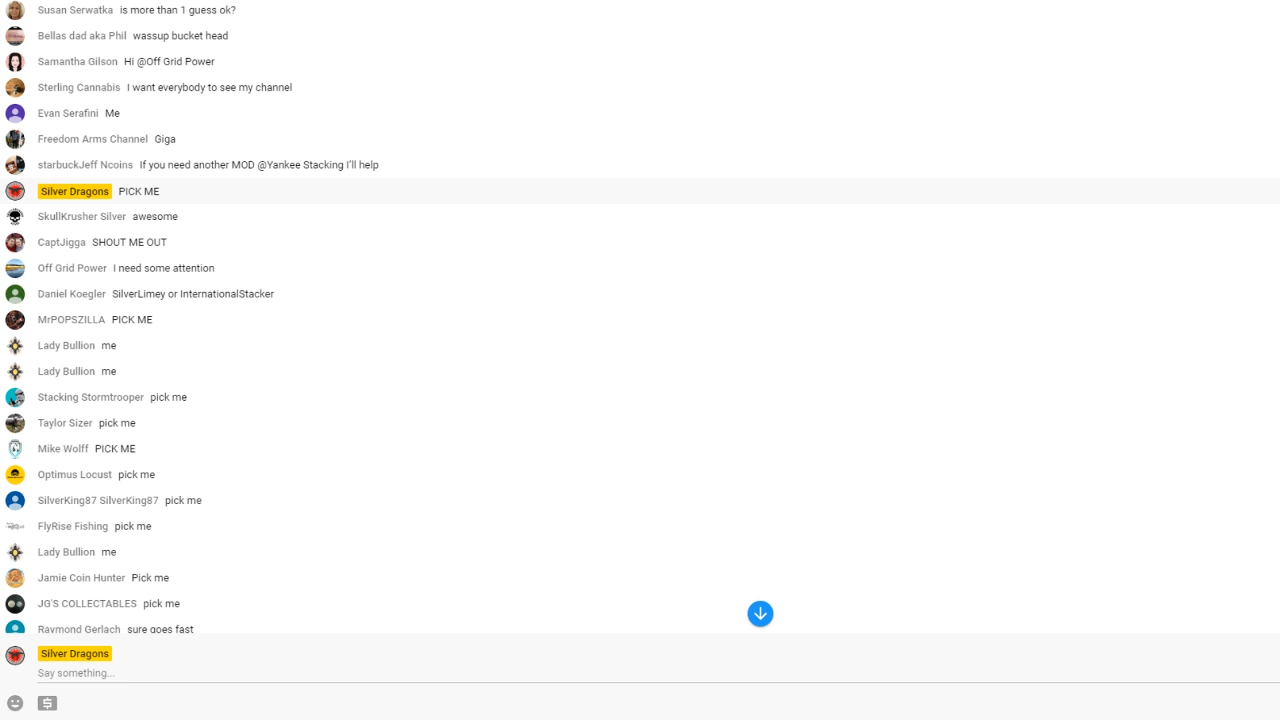 Susan Serwatka is more than 1 guess ok?
Bellas dad aka Phil wassup bucket head
Samantha Gilson Hi @Off Grid Power
Sterling Cannabis I want everybody to see my channel
Evan Serafini Me
Freedom Arms Channel Giga
starbuckJeff Ncoins If you need another MOD @Yankee Stacking I'll help
Silver Dragons PICK ME
SkullKrusher Silver awesome
CaptJigga SHOUT ME OUT
Off Grid Power I need some attention
Daniel Koegler SilverLimey or InternationalStacker
MrPOPSZILLA PICK ME
Lady Bullion me
Lady Bullion me
Stacking Stormtrooper pick me
Taylor Sizer pick me
Mike Wolff PICK ME
Optimus Locust pick me
SilverKing87 SilverKing87 pick me
FlyRise Fishing pick me
Lady Bullion me
Jamie Coin Hunter Pick me
JG'S COLLECTABLES pick me
Raymond Gerlach sure goes fast
Silver Dragons
Say something...